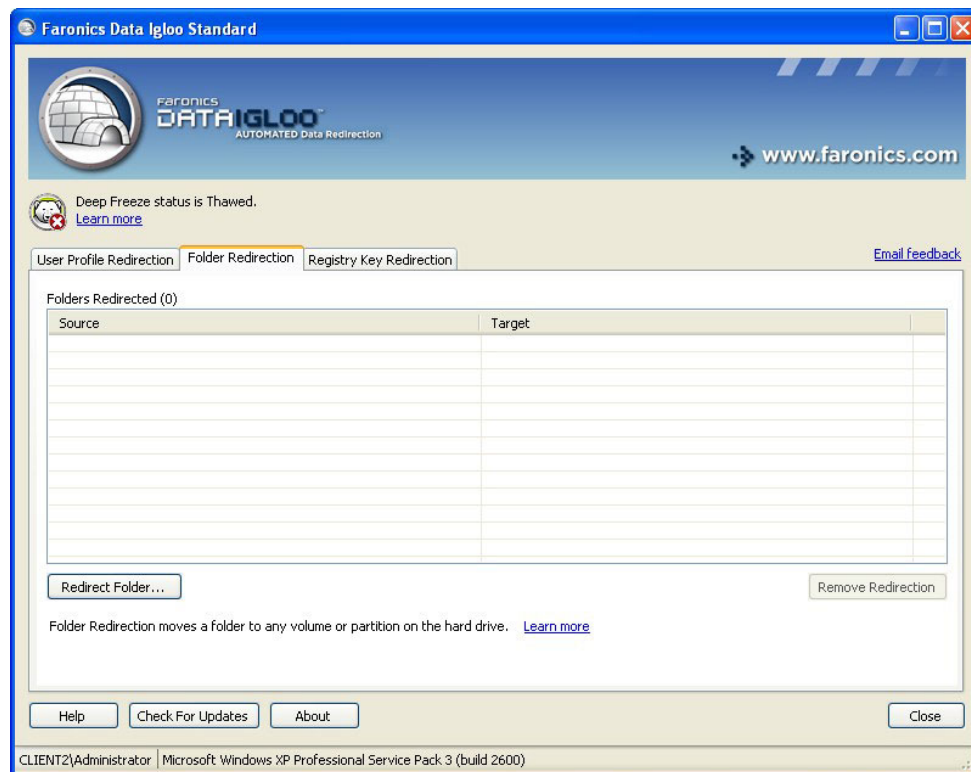 Faronics Data Igloo Standard
FARONICS
DATAIGLOO™
AUTOMATED Data Redirection
www.faronics.com
Deep Freeze status is Thawed.
Learn more
User Profile Redirection Folder Redirection Registry Key Redirection Email feedback
Folders Redirected (0)
Source Target
Redirect Folder... Remove Redirection
Folder Redirection moves a folder to any volume or partition on the hard drive. Learn more
Help Check For Updates About Close
CLIENT2\Administrator Microsoft Windows XP Professional Service Pack 3 (build 2600)